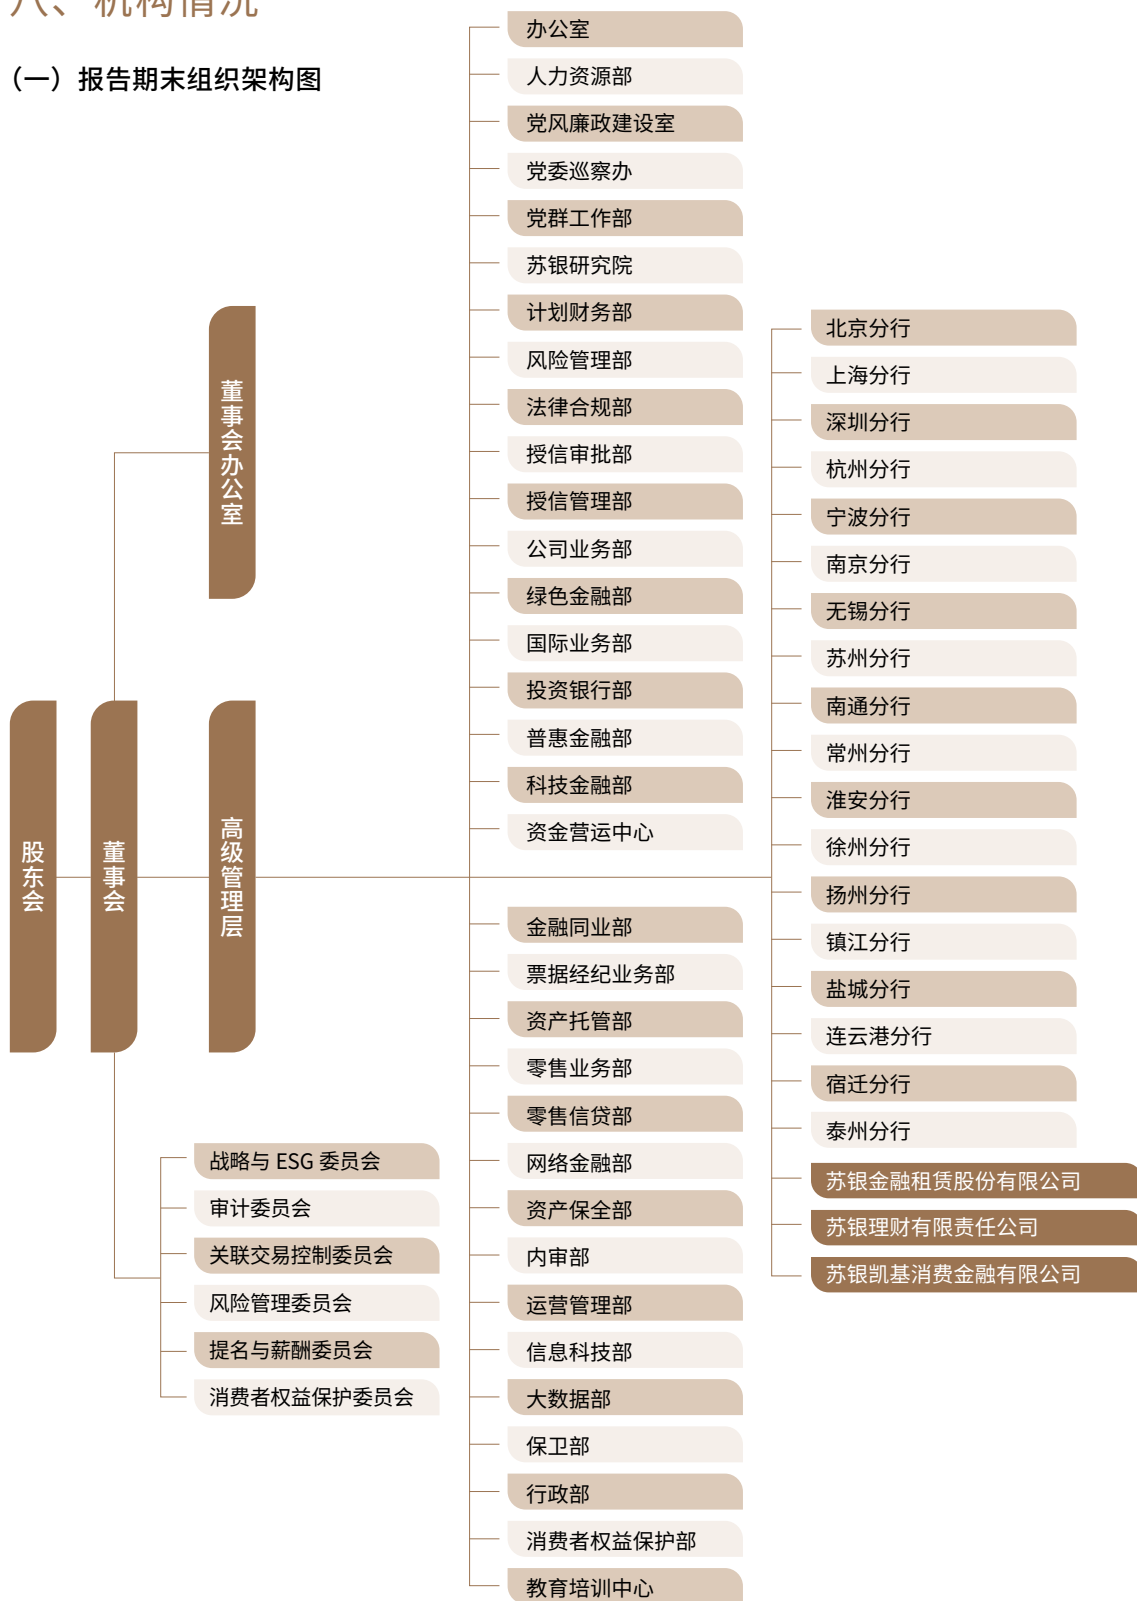 八、机构情况
（一）报告期末组织架构图
股东会
董事会
董事会办公室
高级管理层
战略与 ESG 委员会
审计委员会
关联交易控制委员会
风险管理委员会
提名与薪酬委员会
消费者权益保护委员会
办公室
人力资源部
党风廉政建设室
党委巡察办
党群工作部
苏银研究院
计划财务部
风险管理部
法律合规部
授信审批部
授信管理部
公司业务部
绿色金融部
国际业务部
投资银行部
普惠金融部
科技金融部
资金营运中心
金融同业部
票据经纪业务部
资产托管部
零售业务部
零售信贷部
网络金融部
资产保全部
内审部
运营管理部
信息科技部
大数据部
保卫部
行政部
消费者权益保护部
教育培训中心
北京分行
上海分行
深圳分行
杭州分行
宁波分行
南京分行
无锡分行
苏州分行
南通分行
常州分行
淮安分行
徐州分行
扬州分行
镇江分行
盐城分行
连云港分行
宿迁分行
泰州分行
苏银金融租赁股份有限公司
苏银理财有限责任公司
苏银凯基消费金融有限公司